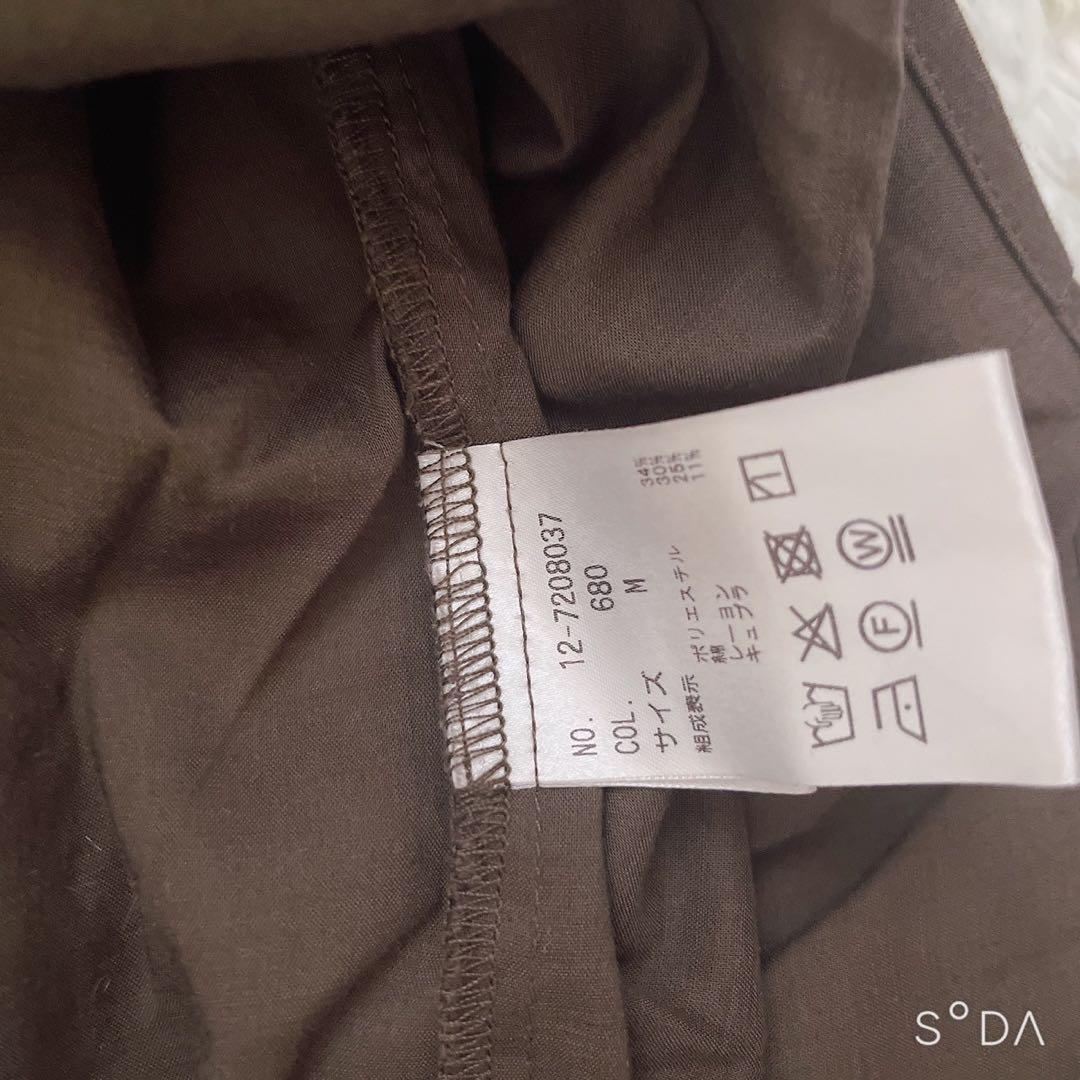 NO. 12-7208037
COL. 680
サイズ M
組成表示
ポリエステル 34%
綿 30%
レーヨン 25%
キュプラ 11%
F
W
S°DA